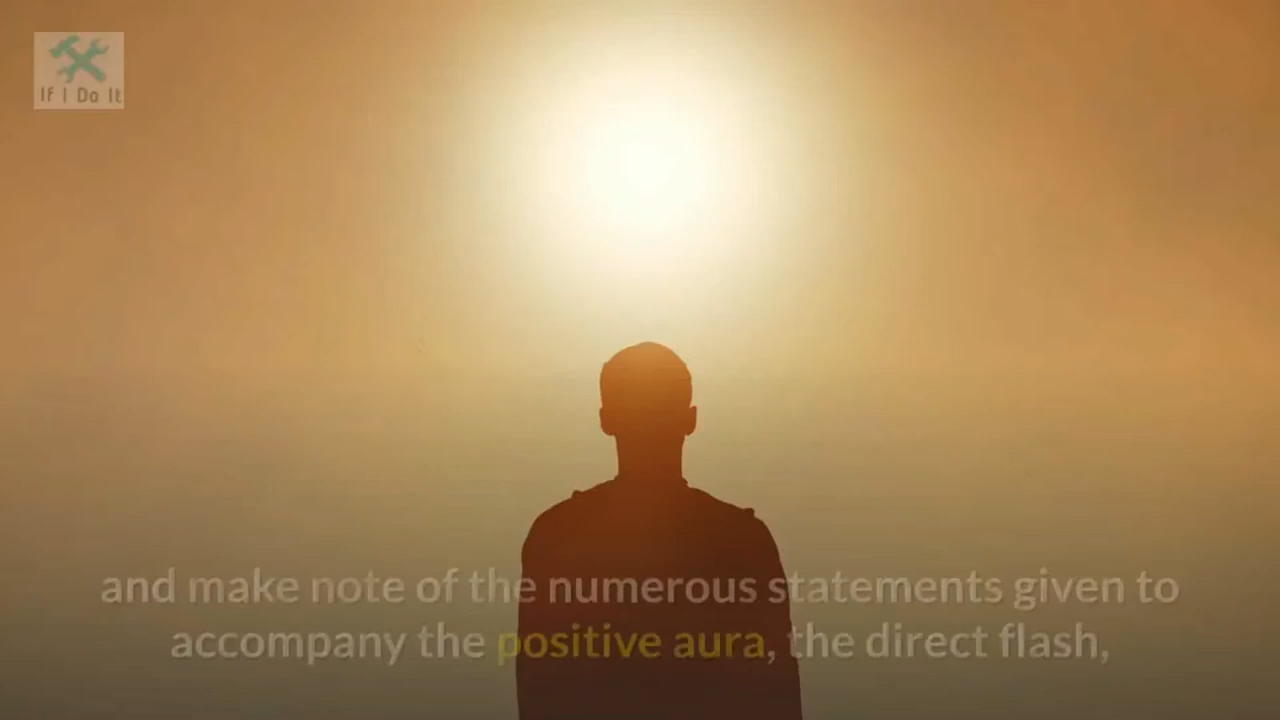 If I Do It
and make note of the numerous statements given to
accompany the positive aura, the direct flash,